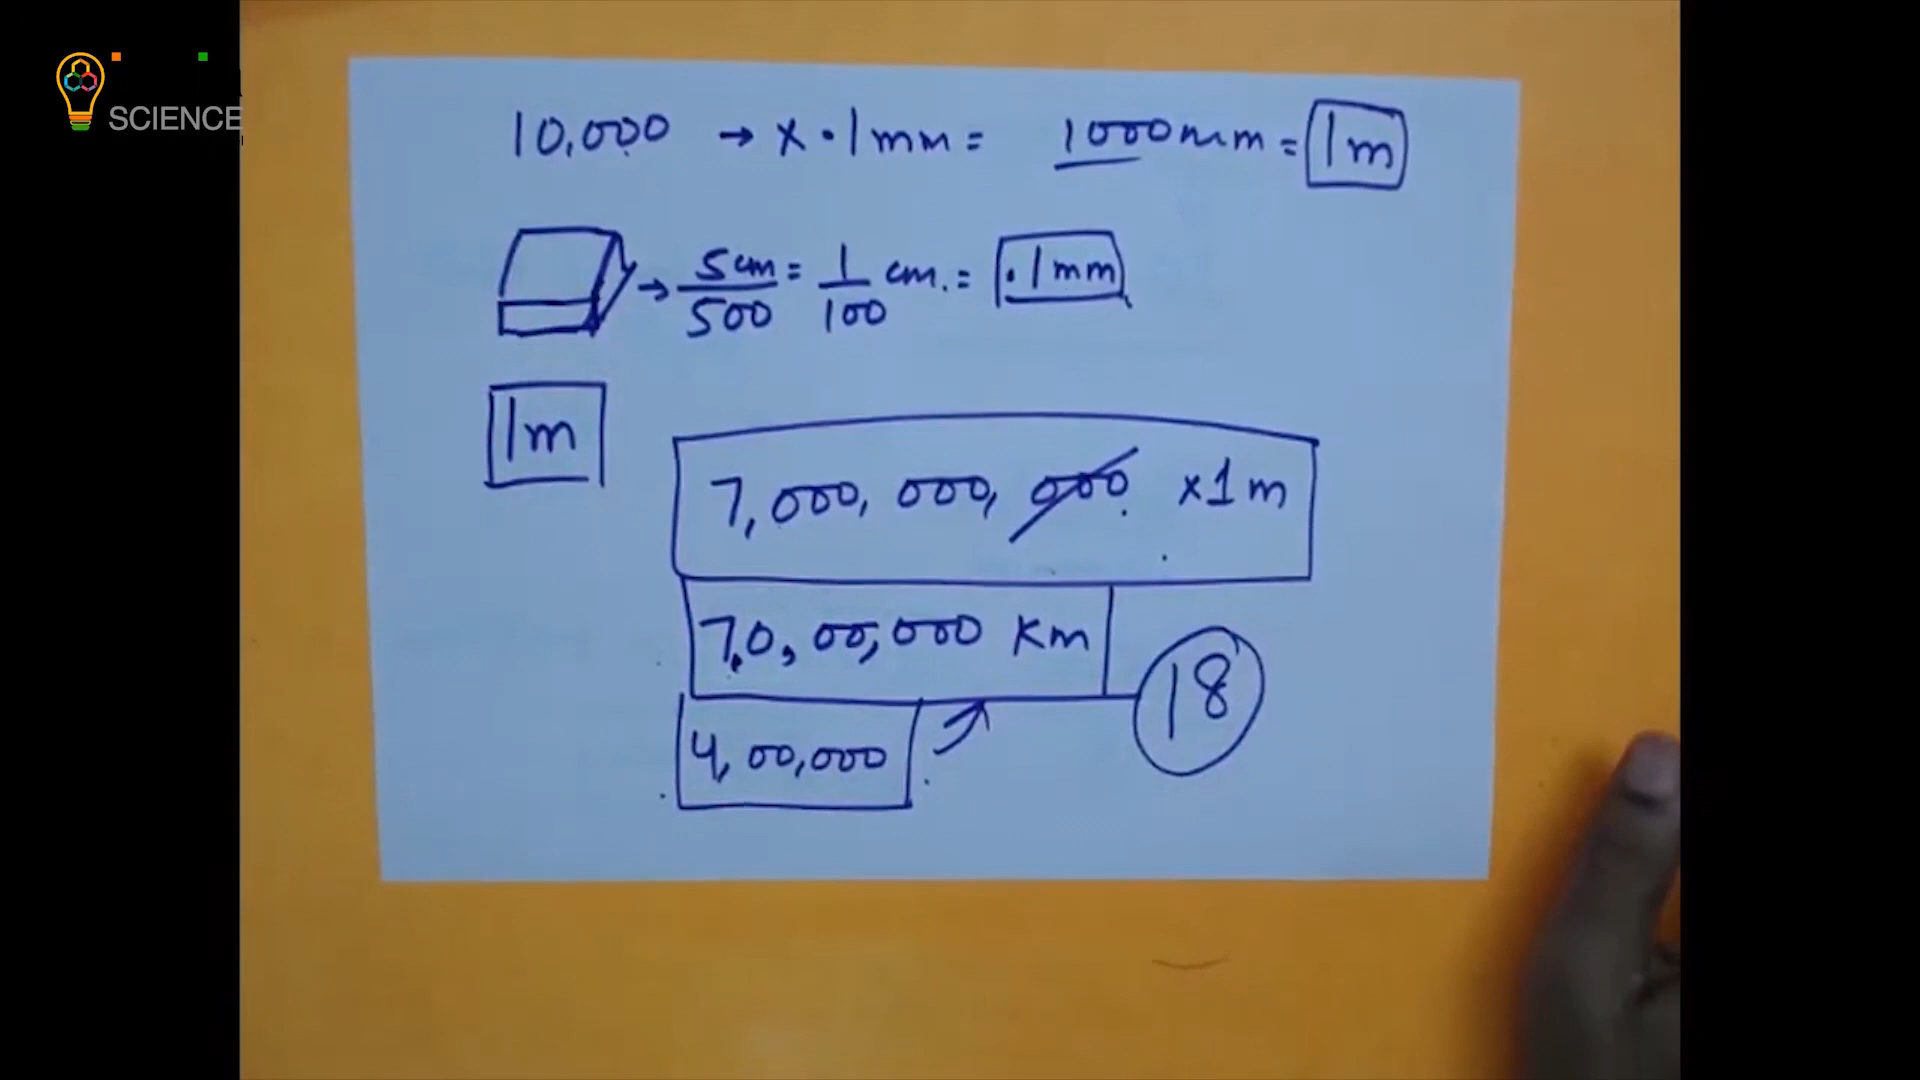 SCIENCE
10,000 → x .1mm = 1000mm = 1m
→ 5cm/500 = 1/100 cm. = .1mm
1m
7,000,000,000 x1m
7,0,00,000 Km
18
4,00,000